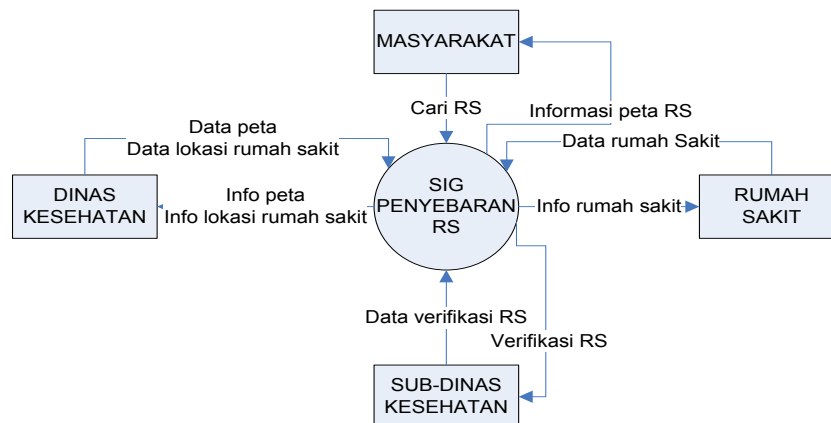 MASYARAKAT
Cari RS
Informasi peta RS
Data peta
Data lokasi rumah sakit
Data rumah Sakit
DINAS
KESEHATAN
Info peta
Info lokasi rumah sakit
SIG
PENYEBARAN
RS
Info rumah sakit
RUMAH
SAKIT
Data verifikasi RS
Verifikasi RS
SUB-DINAS
KESEHATAN